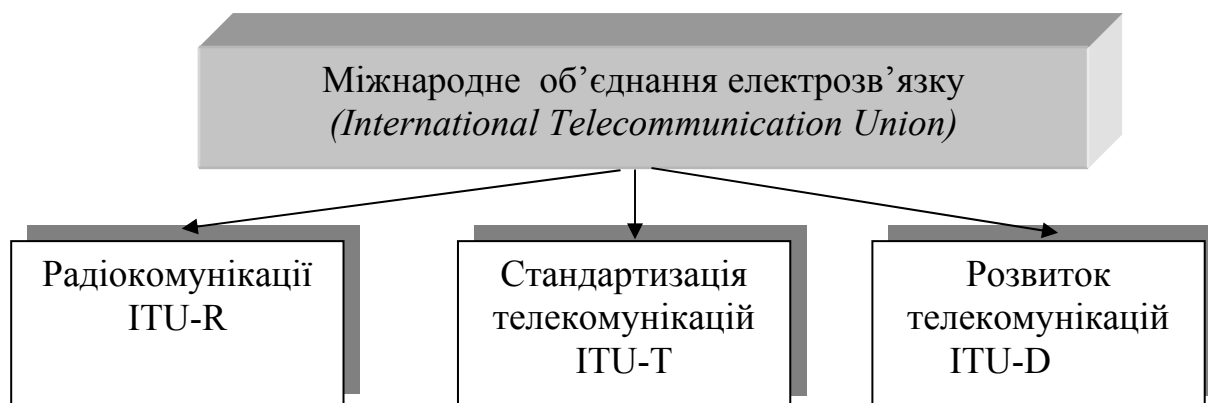 Міжнародне об’єднання електрозв’язку
(International Telecommunication Union)
Радіокомунікації
ITU-R
Стандартизація
телекомунікацій
ITU-T
Розвиток
телекомунікацій
ITU-D